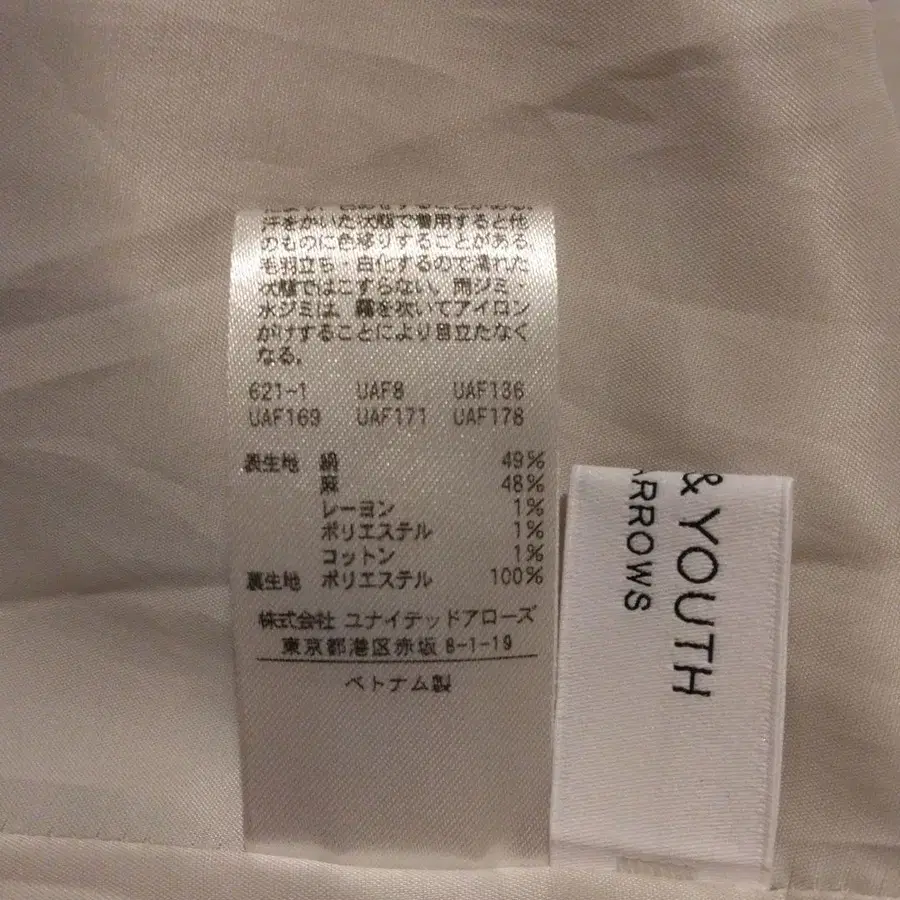 汗をかいた状態で着用すると他
のものに色移りすることがある
毛羽立ち 白化するので濡れた
状態ではこすらない。雨ジミ・
水ジミは、霧を吹いてアイロン
がけすることにより目立たなく
なる。
621-1 UAF8 UAF136
UAF169 UAF171 UAF178
表生地 絹 49%
麻 48%
レーヨン 1%
ポリエステル 1%
コットン 1%
裏生地 ポリエステル 100%
株式会社 ユナイテッドアローズ
東京都港区赤坂 8-1-19
ベトナム製
& YOUTH
ARROWS